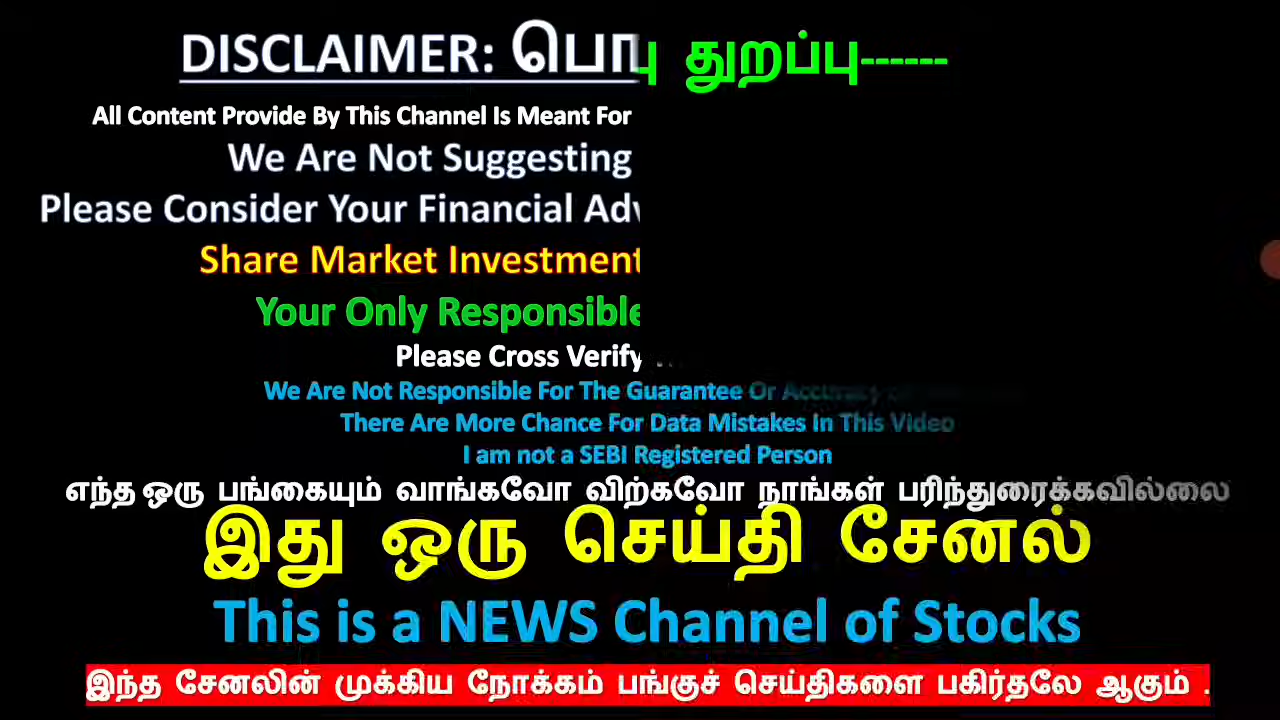 DISCLAIMER: பொ பு துறப்பு------
All Content Provide By This Channel Is Meant For
We Are Not Suggesting
Please Consider Your Financial
Share Market Investment
Your Only Responsible
Please Cross Verify
We Are Not Responsible For The Guarantee Or Accuracy
There Are More Chance For Data Mistakes In This Video
I am not a SEBI Registered Person
எந்த ஒரு பங்கையும் வாங்கவோ விற்கவோ நாங்கள் பரிந்துரைக்கவில்லை
இது ஒரு செய்தி சேனல்
This is a NEWS Channel of Stocks
இந்த சேனலின் முக்கிய நோக்கம் பங்குச் செய்திகளை பகிர்தலே ஆகும் .